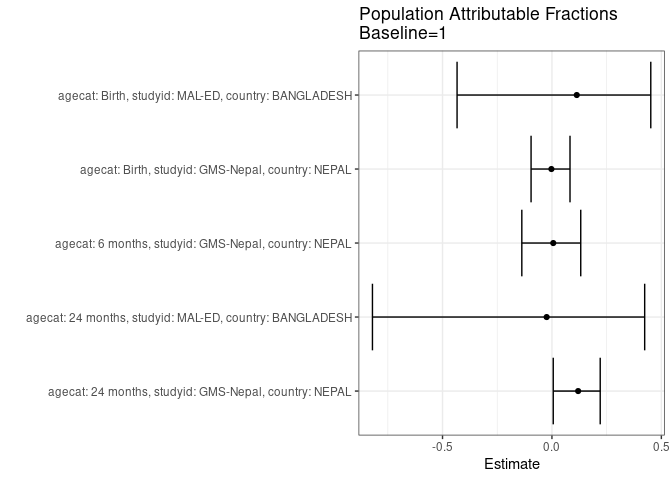 Population Attributable Fractions
Baseline=1
agecat: Birth, studyid: MAL-ED, country: BANGLADESH
agecat: Birth, studyid: GMS-Nepal, country: NEPAL
agecat: 6 months, studyid: GMS-Nepal, country: NEPAL
agecat: 24 months, studyid: MAL-ED, country: BANGLADESH
agecat: 24 months, studyid: GMS-Nepal, country: NEPAL
-0.5 0.0 0.5
Estimate